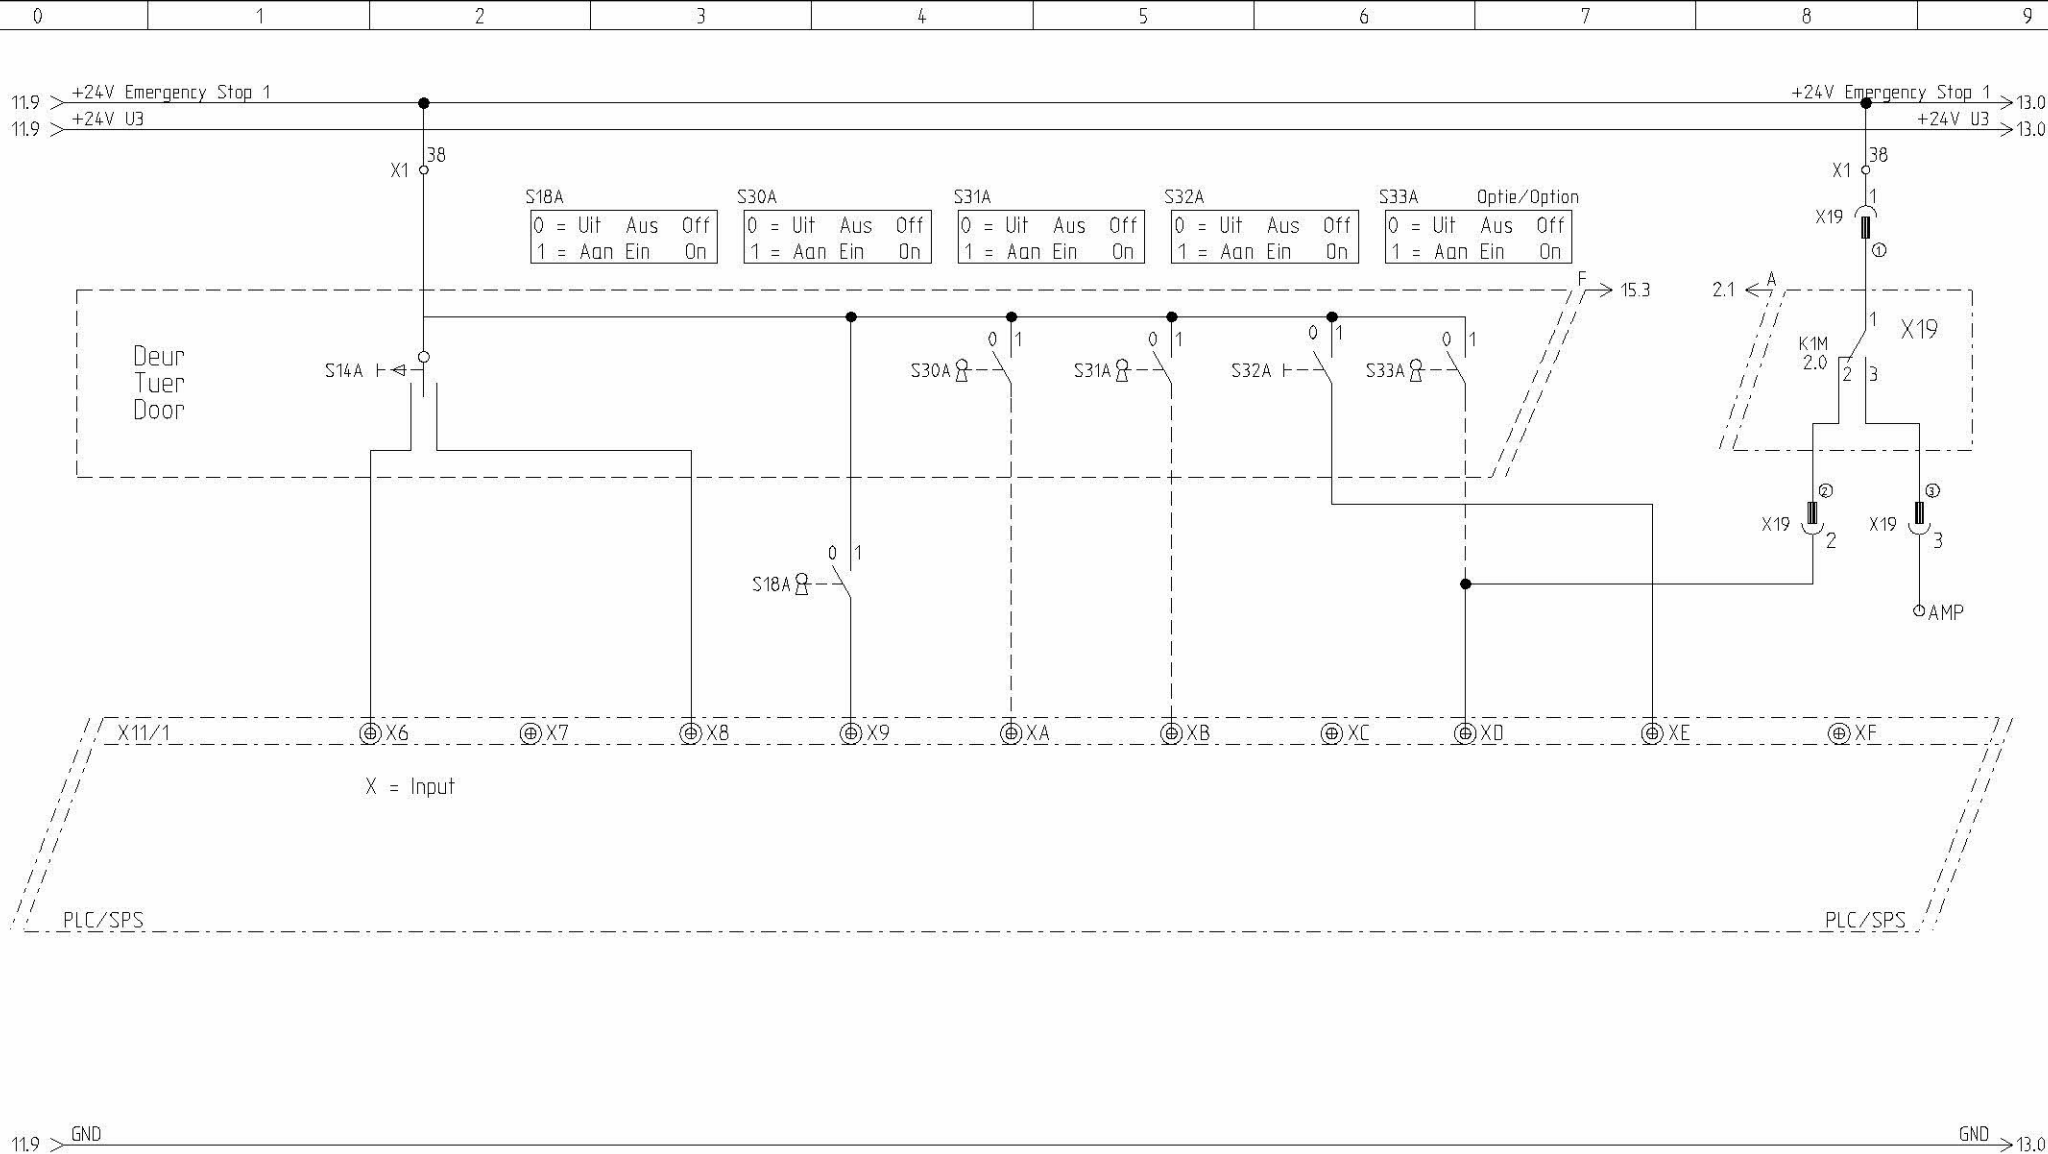 0 1 2 3 4 5 6 7 8 9
11.9 +24V Emergency Stop 1 +24V Emergency Stop 1 13.0
11.9 +24V U3 +24V U3 13.0
38 38
X1 X1
1
S18A S30A S31A S32A S33A Optie/Option
X19
0 = Uit Aus Off 0 = Uit Aus Off 0 = Uit Aus Off 0 = Uit Aus Off 0 = Uit Aus Off
1 = Aan Ein On 1 = Aan Ein On 1 = Aan Ein On 1 = Aan Ein On 1 = Aan Ein On
1
F 15.3 2.1 A
1 X19
0 1 0 1 0 1 0 1
K1M
2.0
2 3
Deur
Tuer
Door
S14A S30A S31A S32A S33A
2 3
X19 X19
2 3
0 1
S18A
AMP
X11/1 X6 X7 X8 X9 XA XB XC XD XE XF
X = Input
PLC/SPS PLC/SPS
11.9 GND GND 13.0